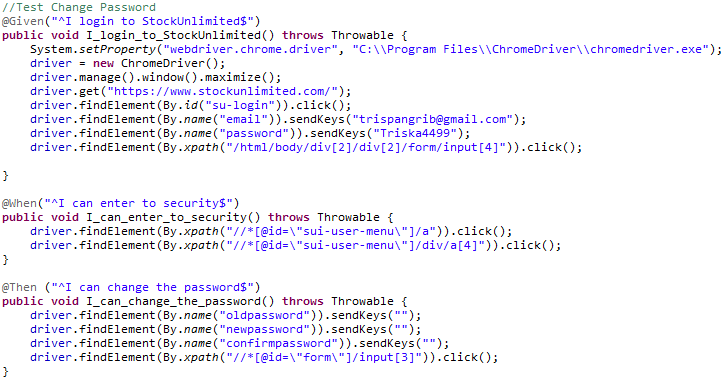 //Test Change Password
@Given("^I login to StockUnlimited$")
public void I_login_to_StockUnlimited() throws Throwable {
    System.setProperty("webdriver.chrome.driver", "C:\\Program Files\\ChromeDriver\\chromedriver.exe");
    driver = new ChromeDriver();
    driver.manage().window().maximize();
    driver.get("https://www.stockunlimited.com/");
    driver.findElement(By.id("su-login")).click();
    driver.findElement(By.name("email")).sendKeys("trispangrib@gmail.com");
    driver.findElement(By.name("password")).sendKeys("Triska4499");
    driver.findElement(By.xpath("/html/body/div[2]/div[2]/form/input[4]")).click();
}
@When("^I can enter to security$")
public void I_can_enter_to_security() throws Throwable {
    driver.findElement(By.xpath("//*[@id=\"sui-user-menu\"]/a")).click();
    driver.findElement(By.xpath("//*[@id=\"sui-user-menu\"]/div/a[4]")).click();
}
@Then ("^I can change the password$")
public void I_can_change_the_password() throws Throwable {
    driver.findElement(By.name("oldpassword")).sendKeys("");
    driver.findElement(By.name("newpassword")).sendKeys("");
    driver.findElement(By.name("confirmpassword")).sendKeys("");
    driver.findElement(By.xpath("//*[@id=\"form\"]/input[3]")).click();
}